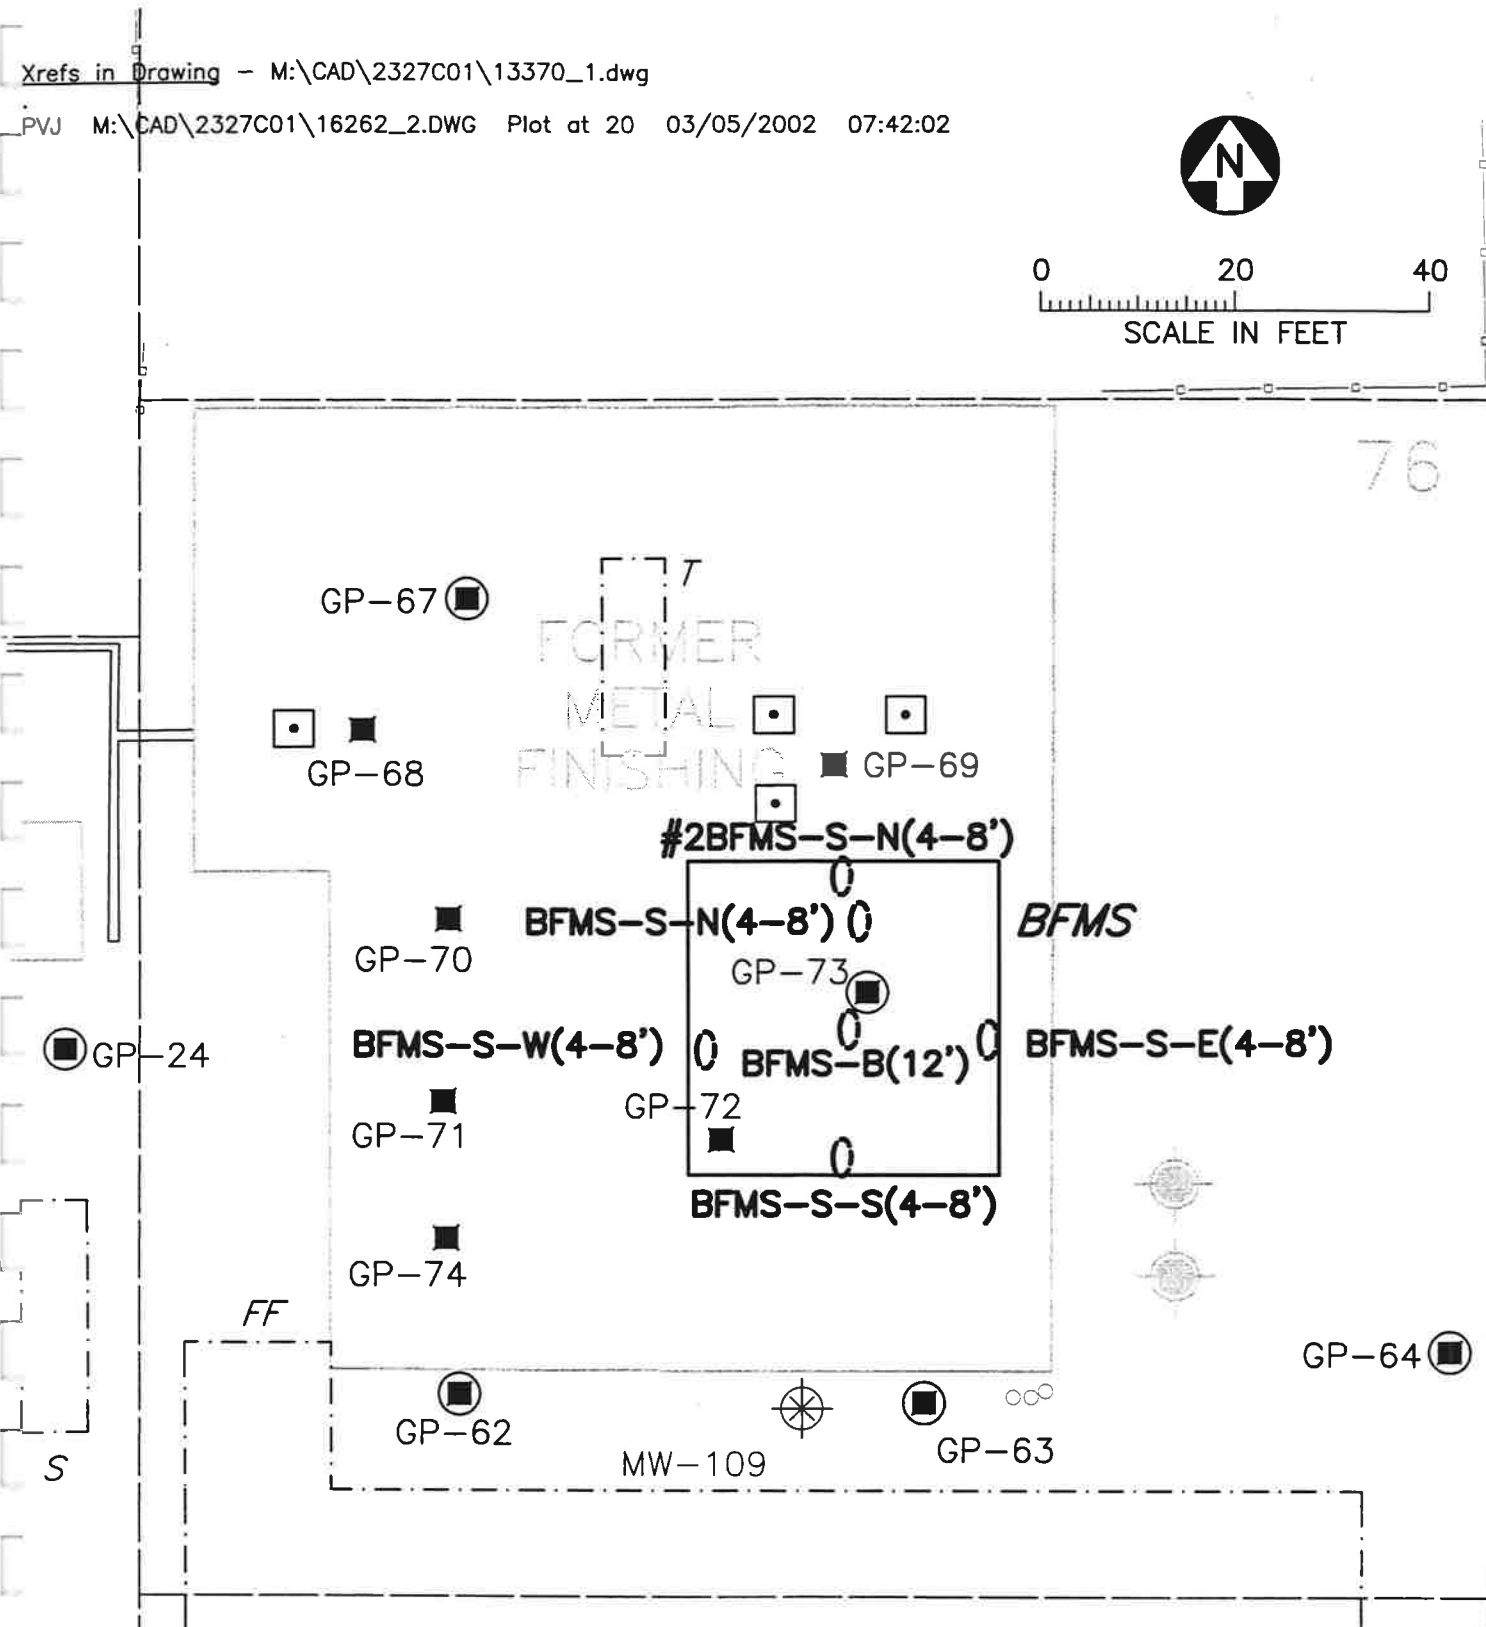 Xrefs in Drawing - M:\CAD\2327C01\13370_1.dwg
PVJ M:\CAD\2327C01\16262_2.DWG Plot at 20 03/05/2002 07:42:02
N
0 20 40
SCALE IN FEET
76
T
GP-67
FORMER
METAL
FINISHING
GP-68
GP-69
#2BFMS-S-N(4-8')
BFMS-S-N(4-8')
BFMS
GP-70
GP-73
GP-24
BFMS-S-W(4-8')
BFMS-B(12')
BFMS-S-E(4-8')
GP-72
GP-71
BFMS-S-S(4-8')
GP-74
FF
GP-64
GP-62
GP-63
MW-109
S